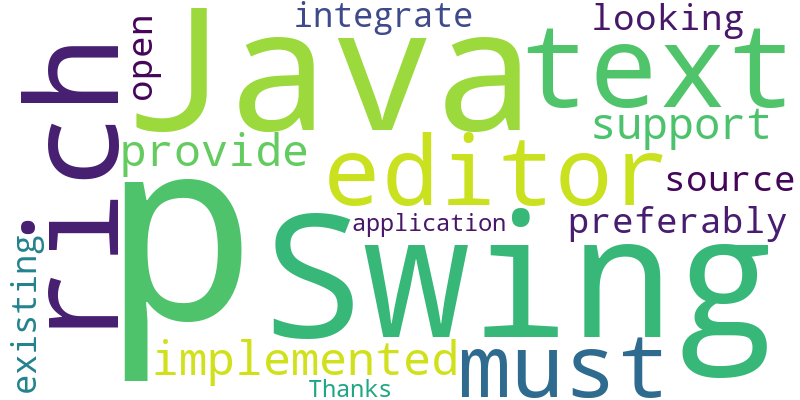 integrate
looking
open
Java
text
rich
support
provide
editor
source
p
Swing
application
preferably
existing
implemented
must
Thanks